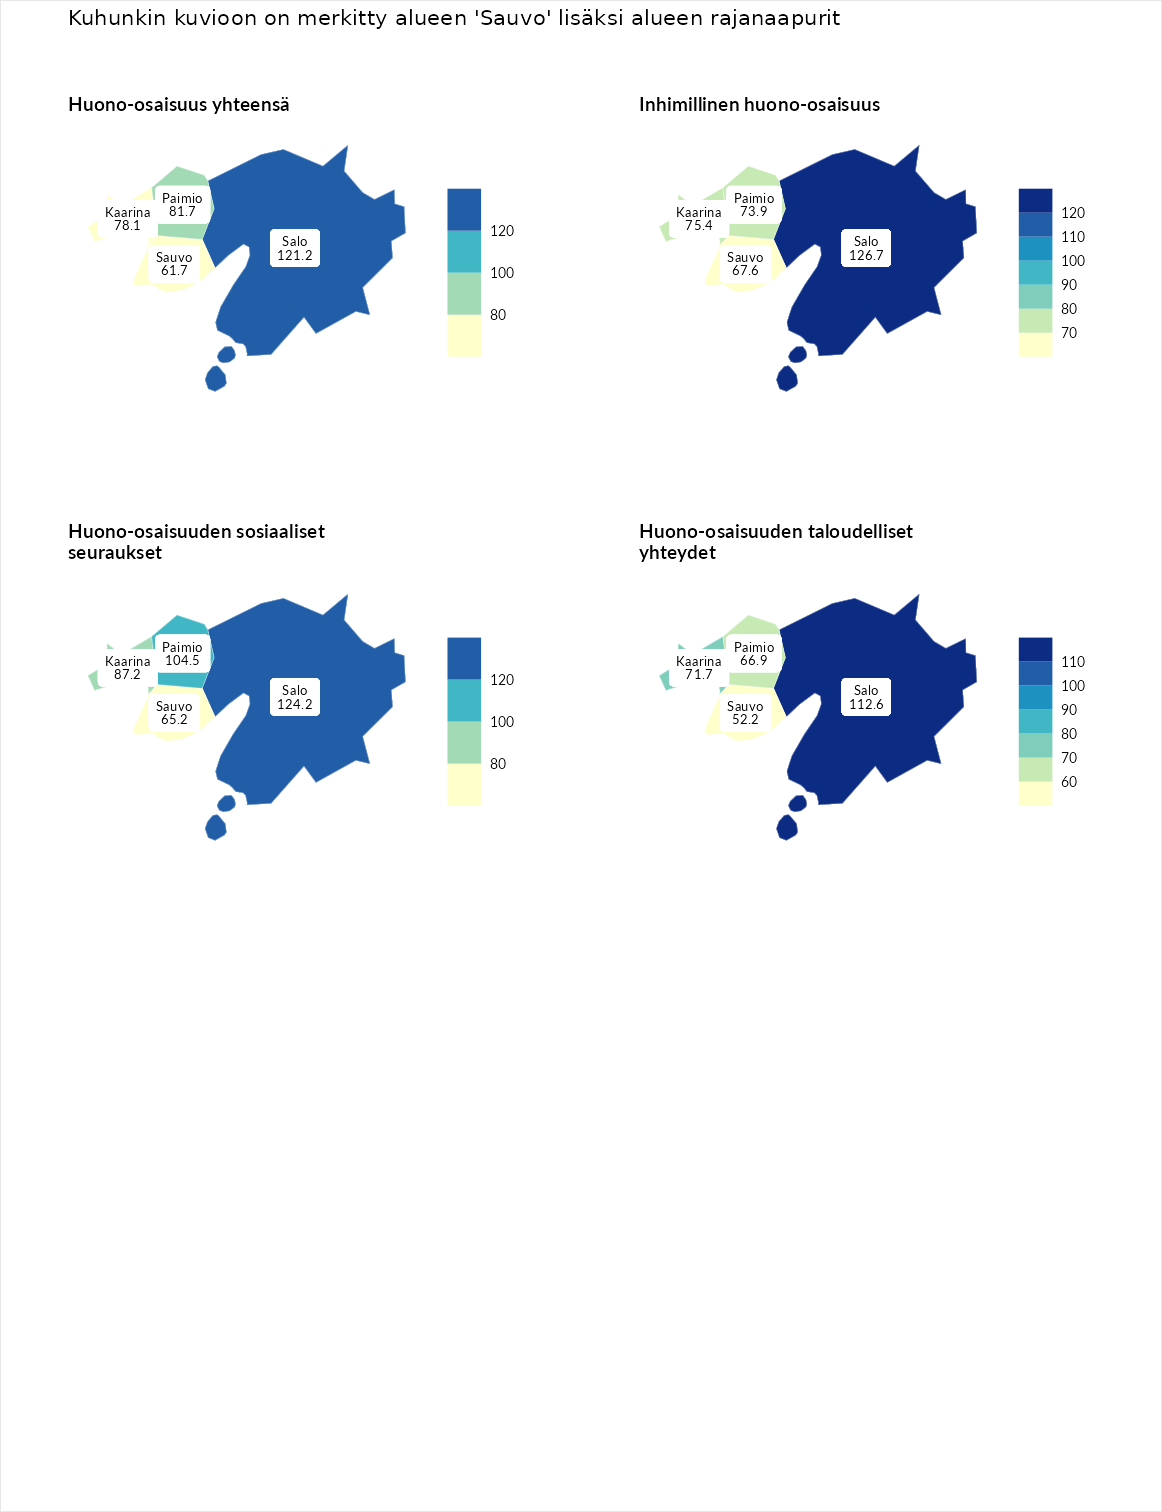 Kuhunkin kuvioon on merkitty alueen 'Sauvo' lisäksi alueen rajanaapurit
Huono-osaisuus yhteensä
Paimio
81.7
Kaarina
78.1
Salo
121.2
Sauvo
61.7
120
100
80
Inhimillinen huono-osaisuus
Paimio
73.9
Kaarina
75.4
Salo
126.7
Sauvo
67.6
120
110
100
90
80
70
Huono-osaisuuden sosiaaliset
seuraukset
Paimio
104.5
Kaarina
87.2
Salo
124.2
Sauvo
65.2
120
100
80
Huono-osaisuuden taloudelliset
yhteydet
Paimio
66.9
Kaarina
71.7
Salo
112.6
Sauvo
52.2
110
100
90
80
70
60